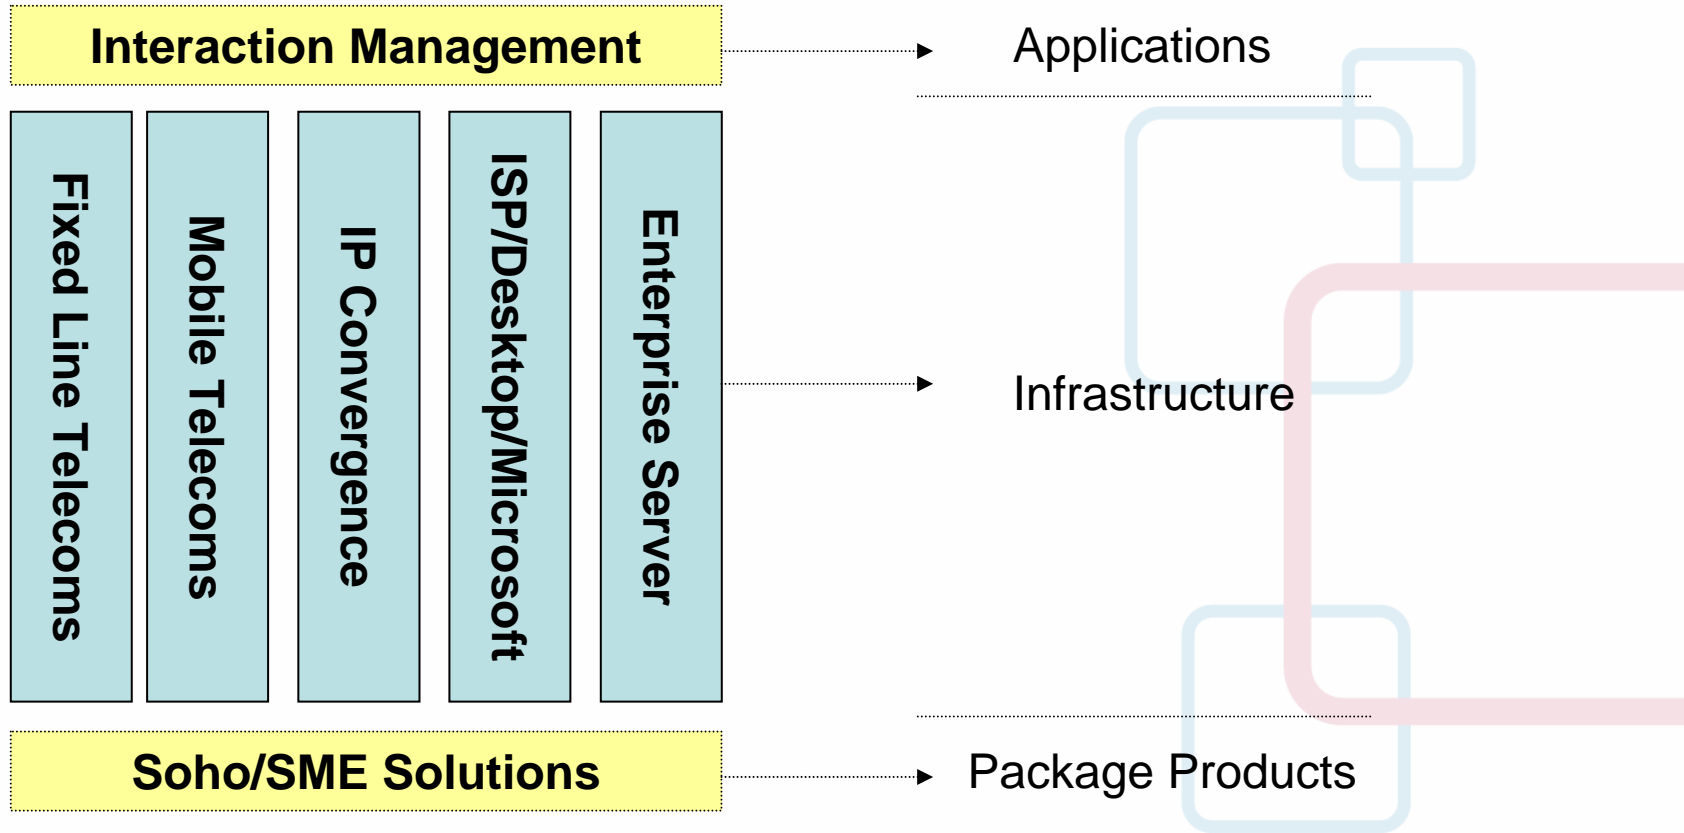 Interaction Management
Applications
Fixed Line Telecoms
Mobile Telecoms
IP Convergence
ISP/Desktop/Microsoft
Enterprise Server
Infrastructure
Soho/SME Solutions
Package Products